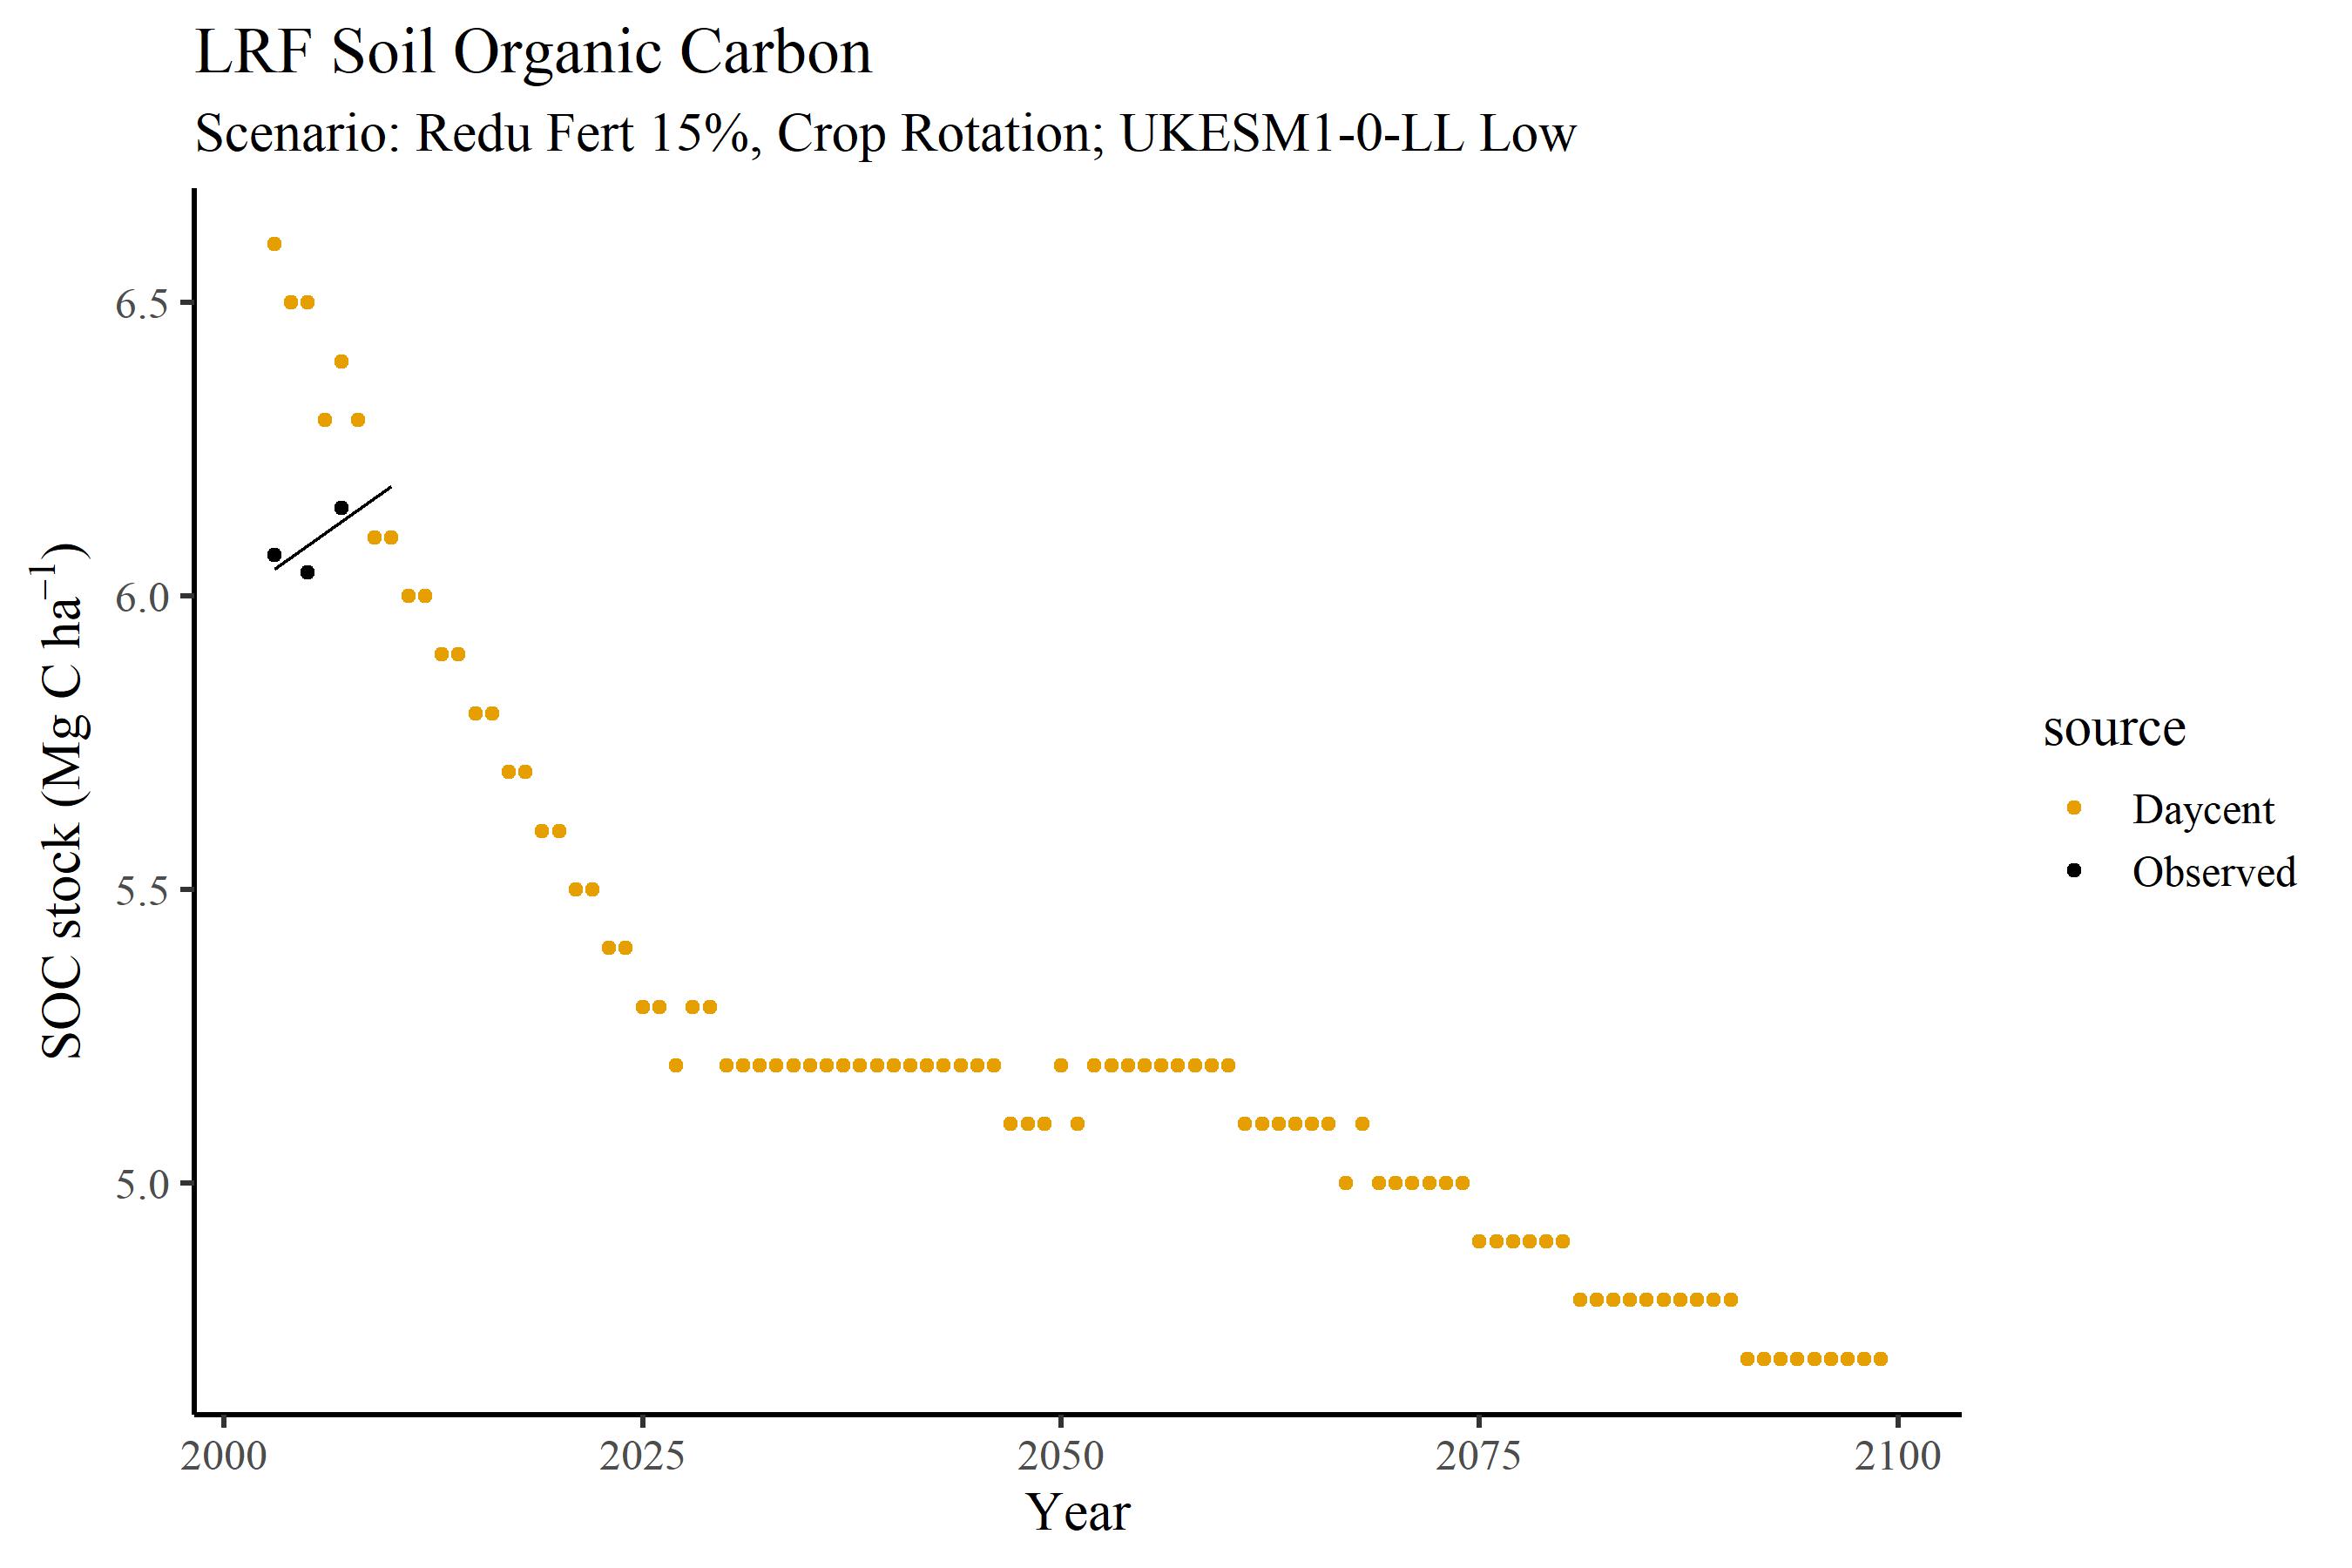 LRF Soil Organic Carbon
Scenario: Redu Fert 15%, Crop Rotation; UKESM1-0-LL Low
SOC stock (Mg C ha⁻¹)
6.5
6.0
5.5
5.0
2000 2025 2050 2075 2100
Year
source
Daycent
Observed